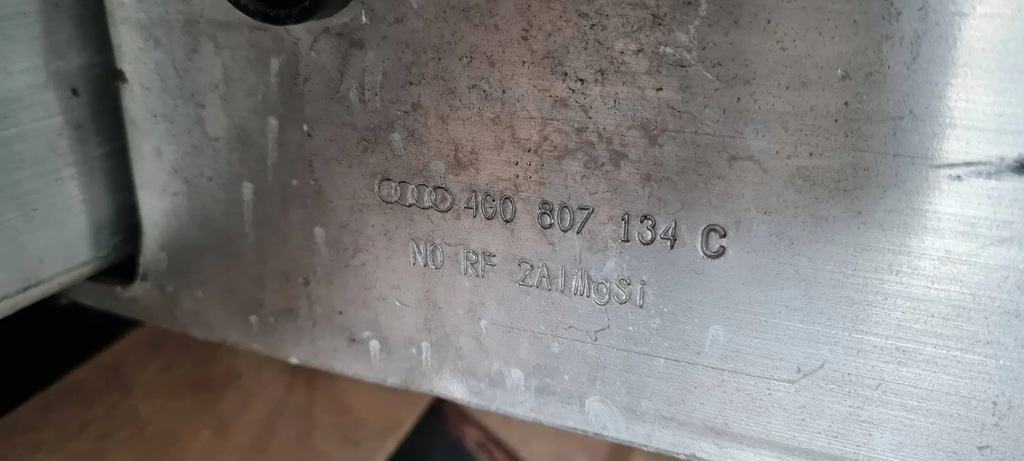 4G0 807 134 C
NO RF 2AlMgSi